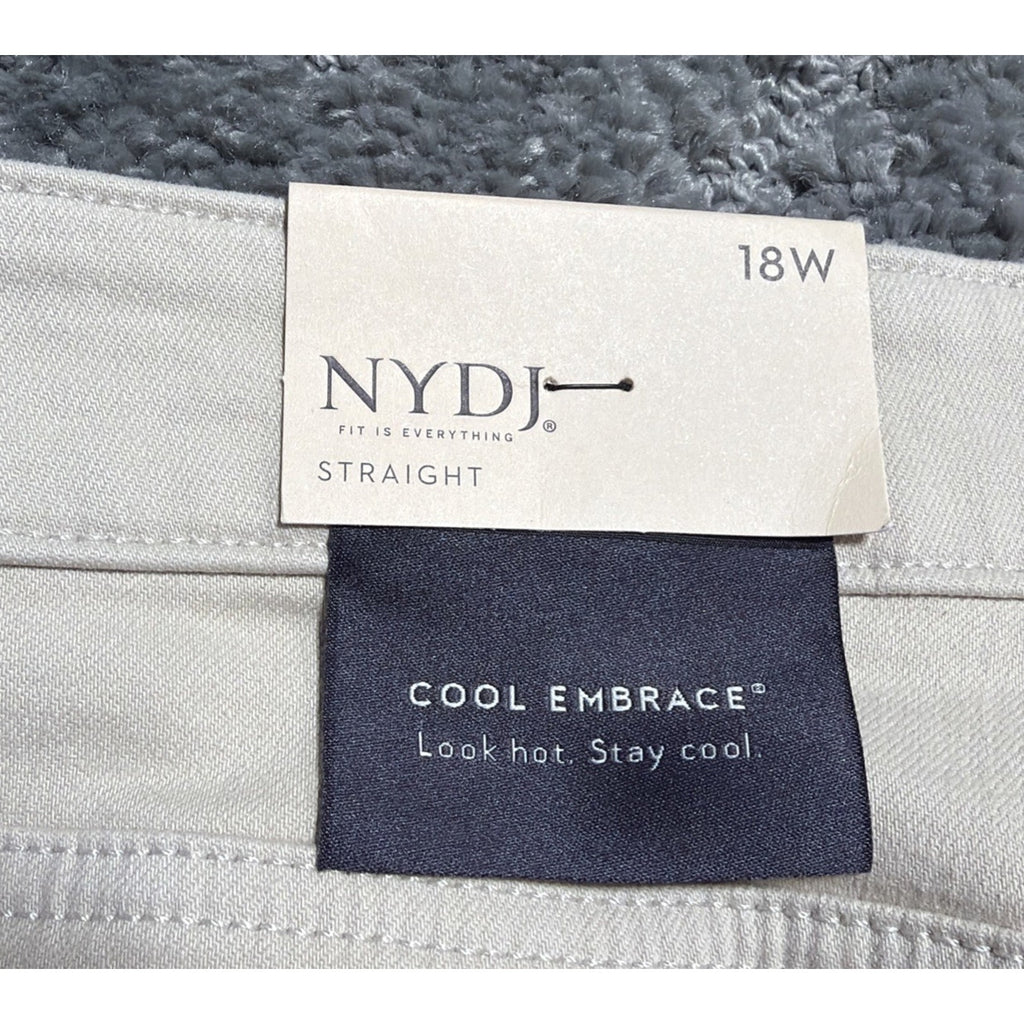 18W
NYDJ®
FIT IS EVERYTHING
STRAIGHT
COOL EMBRACE®
Look hot. Stay cool.